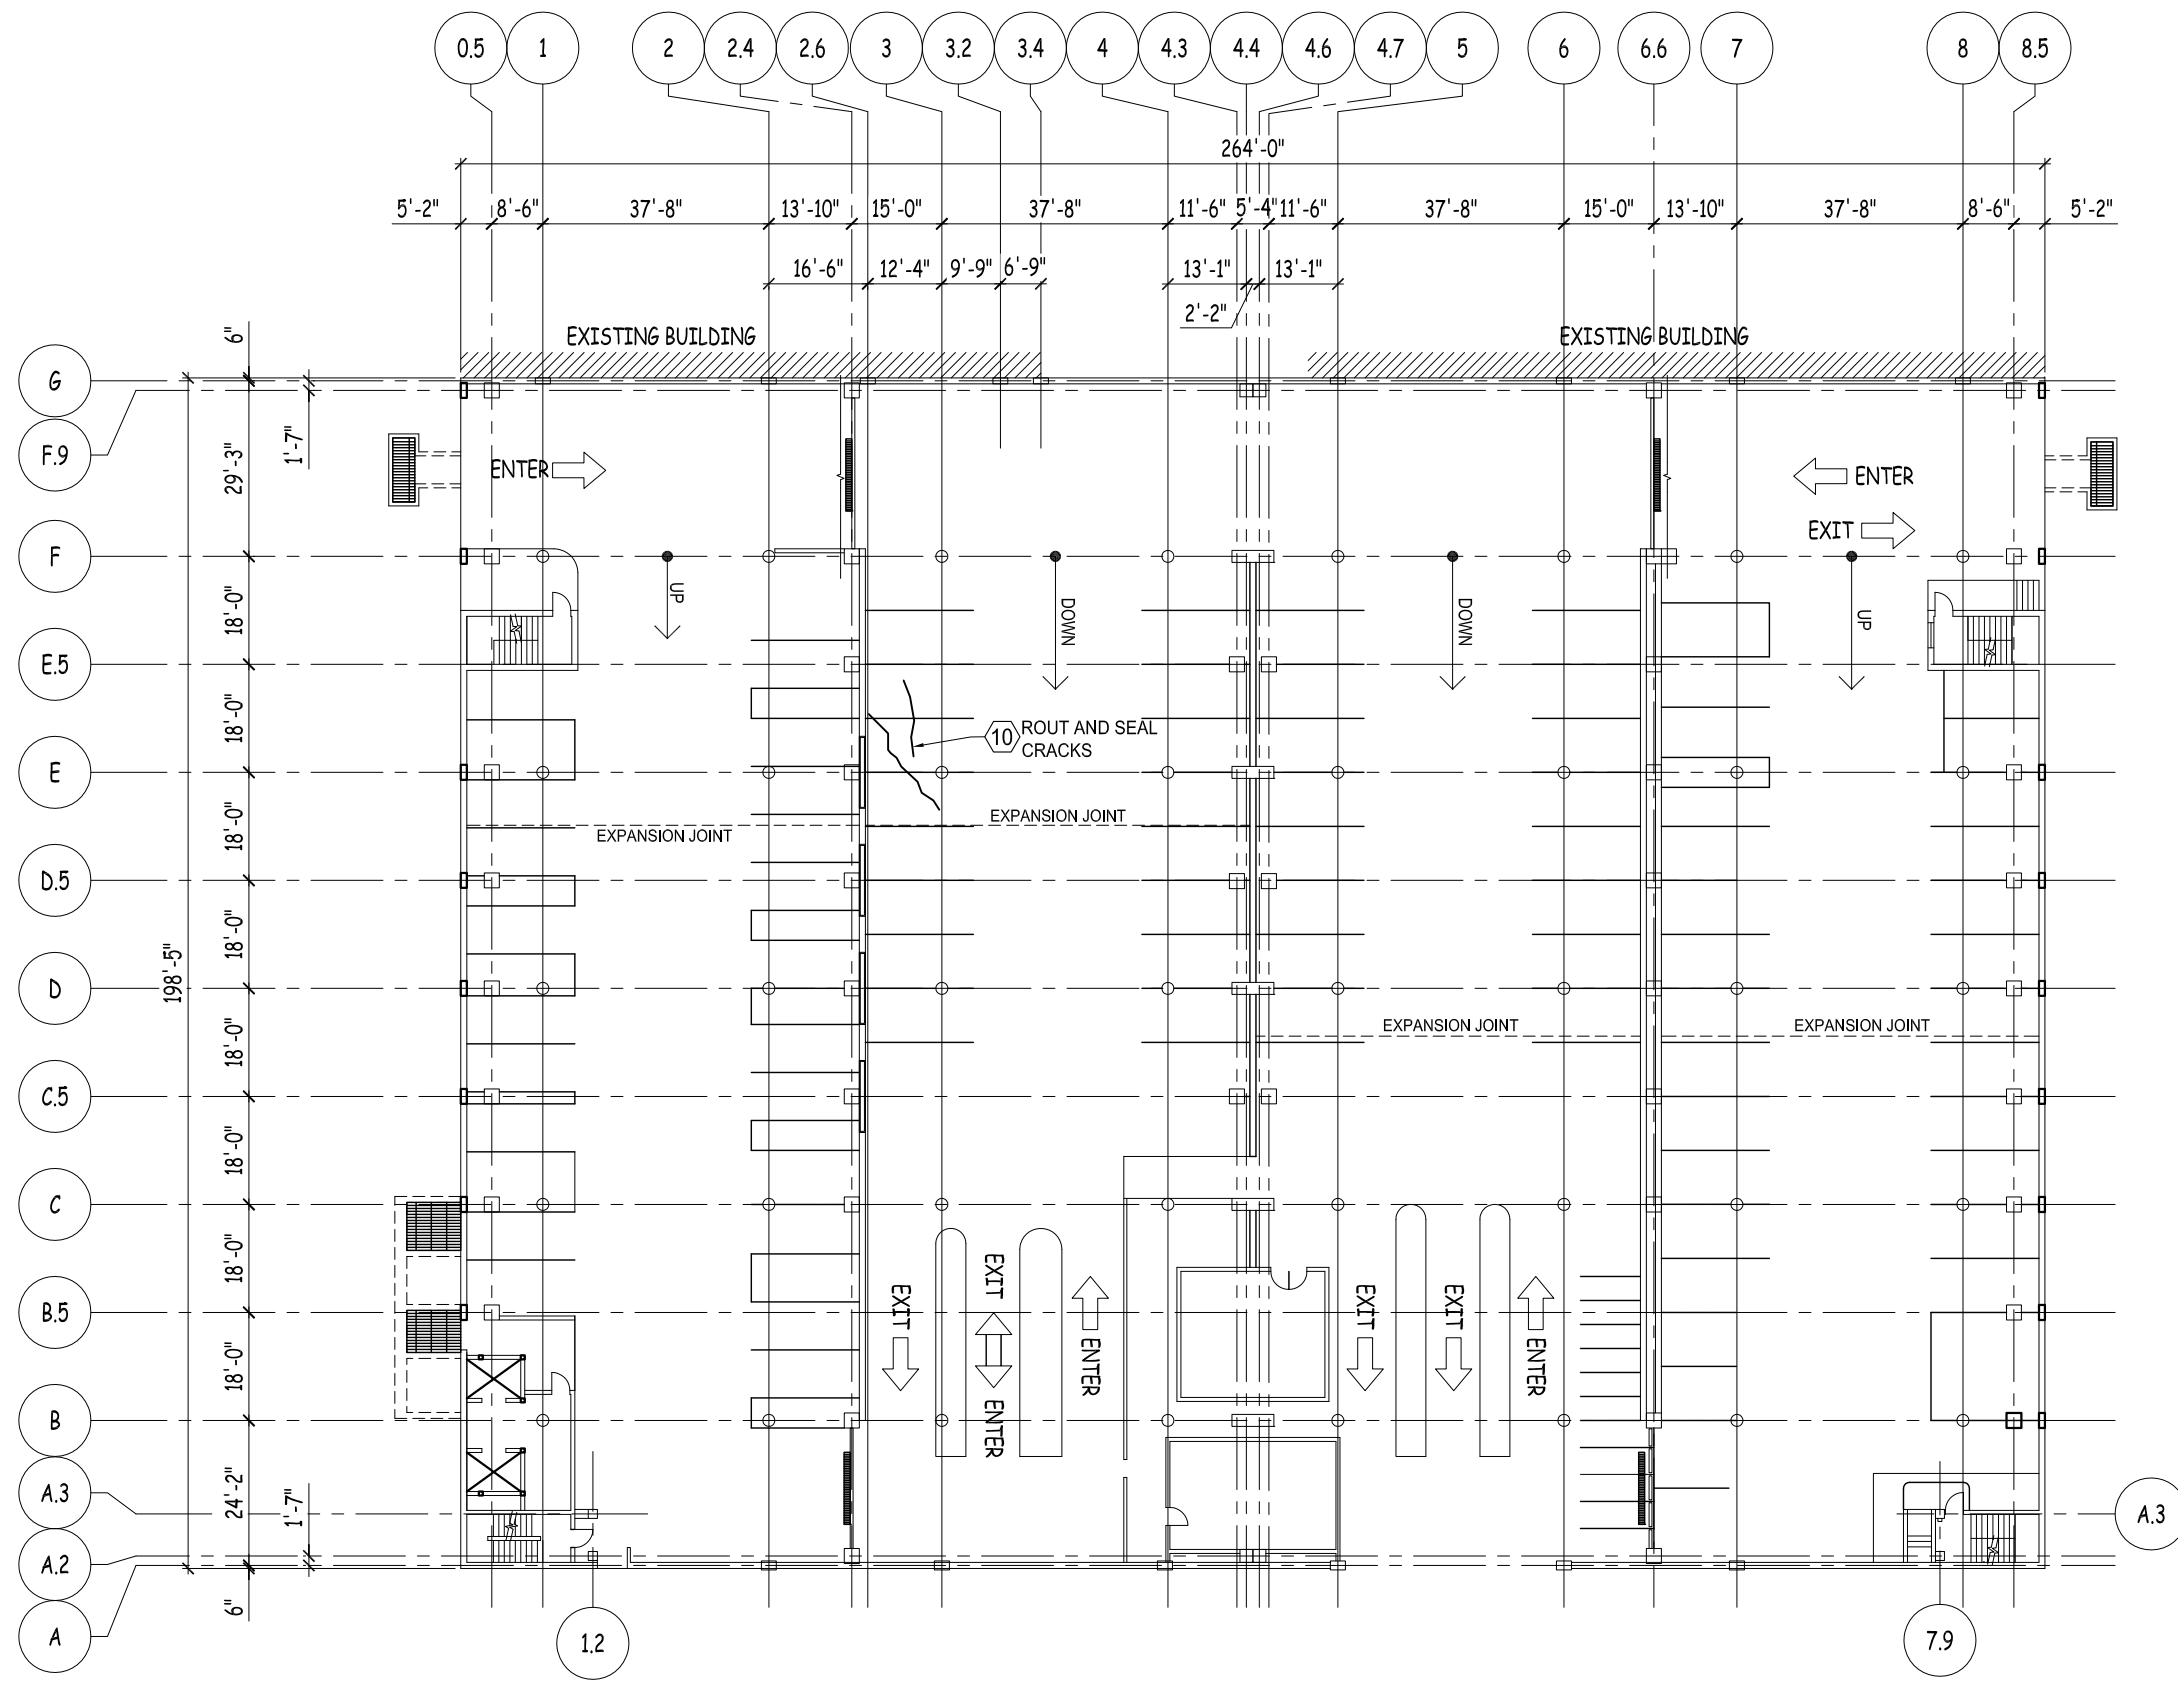 0.5 1 2 2.4 2.6 3 3.2 3.4 4 4.3 4.4 4.6 4.7 5 6 6.6 7 8 8.5
264'-0"
5'-2" 8'-6" 37'-8" 13'-10" 15'-0" 37'-8" 11'-6" 5'-4" 11'-6" 37'-8" 15'-0" 13'-10" 37'-8" 8'-6" 5'-2"
16'-6" 12'-4" 9'-9" 6'-9" 13'-1" 13'-1"
2'-2"
6" EXISTING BUILDING EXISTING BUILDING
G
F.9
29'-3" 1'-7"
ENTER ENTER
EXIT
F
18'-0" UP DOWN DOWN UP
E.5
18'-0"
10 ROUT AND SEAL
CRACKS
E
18'-0"
EXPANSION JOINT EXPANSION JOINT
D.5
18'-0"
198'-5"
D
18'-0"
EXPANSION JOINT EXPANSION JOINT
C.5
18'-0"
C
18'-0"
EXIT EXIT EXIT EXIT
B.5
18'-0"
ENTER ENTER ENTER
B
A.3
24'-2" 1'-7"
A.3
A.2
6"
A
1.2 7.9